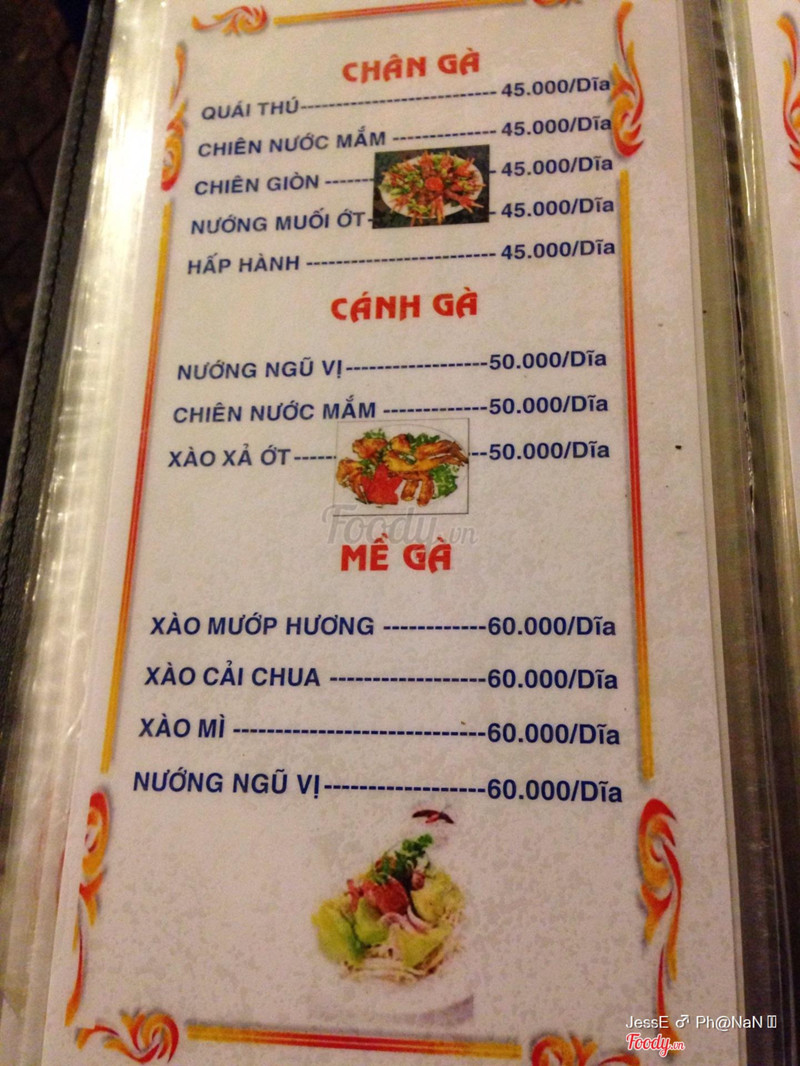 CHÂN GÀ
QUÁI THÚ------------------------- 45.000/Dĩa
CHIÊN NƯỚC MẮM ------------- 45.000/Dĩa
CHIÊN GIÒN ------- 45.000/Dĩa
NƯỚNG MUỐI ỚT- 45.000/Dĩa
HẤP HÀNH ----------------------- 45.000/Dĩa
CÁNH GÀ
NƯỚNG NGŨ VỊ------------------50.000/Dĩa
CHIÊN NƯỚC MẮM -------------50.000/Dĩa
XÀO XẢ ỚT----- --50.000/Dĩa
Foody.vn
MỀ GÀ
XÀO MƯỚP HƯƠNG ------------60.000/Dĩa
XÀO CẢI CHUA ------------------60.000/Dĩa
XÀO MÌ -----------------------------60.000/Dĩa
NƯỚNG NGŨ VỊ------------------60.000/Dĩa
JessE ♂ Ph@NaN
Foody.vn